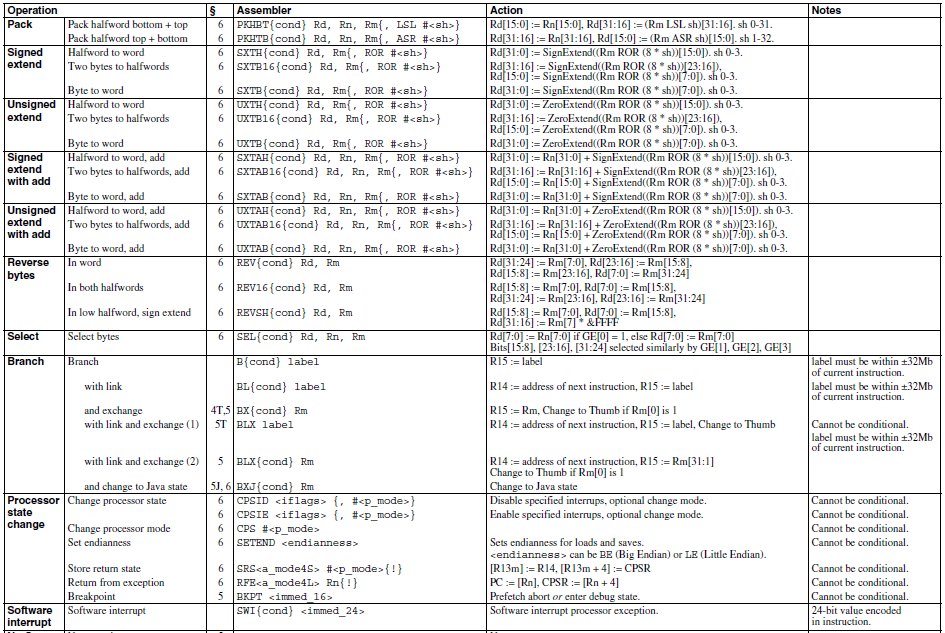 Operation § Assembler Action Notes
Pack Pack halfword bottom + top 6 PKHBT{cond} Rd, Rn, Rm{, LSL #<sh>} Rd[15:0] := Rn[15:0], Rd[31:16] := (Rm LSL sh)[31:16]. sh 0-31.
Pack halfword top + bottom 6 PKHTB{cond} Rd, Rn, Rm{, ASR #<sh>} Rd[31:16] := Rn[31:16], Rd[15:0] := (Rm ASR sh)[15:0]. sh 1-32.
Signed extend Halfword to word 6 SXTH{cond} Rd, Rm{, ROR #<sh>} Rd[31:0] := SignExtend((Rm ROR (8 * sh))[15:0]). sh 0-3.
Two bytes to halfwords 6 SXTB16{cond} Rd, Rm{, ROR #<sh>} Rd[31:16] := SignExtend((Rm ROR (8 * sh))[23:16]),
Rd[15:0] := SignExtend((Rm ROR (8 * sh))[7:0]). sh 0-3.
Byte to word 6 SXTB{cond} Rd, Rm{, ROR #<sh>} Rd[31:0] := SignExtend((Rm ROR (8 * sh))[7:0]). sh 0-3.
Unsigned extend Halfword to word 6 UXTH{cond} Rd, Rm{, ROR #<sh>} Rd[31:0] := ZeroExtend((Rm ROR (8 * sh))[15:0]). sh 0-3.
Two bytes to halfwords 6 UXTB16{cond} Rd, Rm{, ROR #<sh>} Rd[31:16] := ZeroExtend((Rm ROR (8 * sh))[23:16]),
Rd[15:0] := ZeroExtend((Rm ROR (8 * sh))[7:0]). sh 0-3.
Byte to word 6 UXTB{cond} Rd, Rm{, ROR #<sh>} Rd[31:0] := ZeroExtend((Rm ROR (8 * sh))[7:0]). sh 0-3.
Signed extend with add Halfword to word, add 6 SXTAH{cond} Rd, Rn, Rm{, ROR #<sh>} Rd[31:0] := Rn[31:0] + SignExtend((Rm ROR (8 * sh))[15:0]). sh 0-3.
Two bytes to halfwords, add 6 SXTAB16{cond} Rd, Rn, Rm{, ROR #<sh>} Rd[31:16] := Rn[31:16] + SignExtend((Rm ROR (8 * sh))[23:16]),
Rd[15:0] := Rn[15:0] + SignExtend((Rm ROR (8 * sh))[7:0]). sh 0-3.
Byte to word, add 6 SXTAB{cond} Rd, Rn, Rm{, ROR #<sh>} Rd[31:0] := Rn[31:0] + SignExtend((Rm ROR (8 * sh))[7:0]). sh 0-3.
Unsigned extend with add Halfword to word, add 6 UXTAH{cond} Rd, Rn, Rm{, ROR #<sh>} Rd[31:0] := Rn[31:0] + ZeroExtend((Rm ROR (8 * sh))[15:0]). sh 0-3.
Two bytes to halfwords, add 6 UXTAB16{cond} Rd, Rn, Rm{, ROR #<sh>} Rd[31:16] := Rn[31:16] + ZeroExtend((Rm ROR (8 * sh))[23:16]),
Rd[15:0] := Rn[15:0] + ZeroExtend((Rm ROR (8 * sh))[7:0]). sh 0-3.
Byte to word, add 6 UXTAB{cond} Rd, Rn, Rm{, ROR #<sh>} Rd[31:0] := Rn[31:0] + ZeroExtend((Rm ROR (8 * sh))[7:0]). sh 0-3.
Reverse bytes In word 6 REV{cond} Rd, Rm Rd[31:24] := Rm[7:0], Rd[23:16] := Rm[15:8],
Rd[15:8] := Rm[23:16], Rd[7:0] := Rm[31:24]
In both halfwords 6 REV16{cond} Rd, Rm Rd[15:8] := Rm[7:0], Rd[7:0] := Rm[15:8],
Rd[31:24] := Rm[23:16], Rd[23:16] := Rm[31:24]
In low halfword, sign extend 6 REVSH{cond} Rd, Rm Rd[15:8] := Rm[7:0], Rd[7:0] := Rm[15:8],
Rd[31:16] := Rm[7] * &FFFF
Select Select bytes 6 SEL{cond} Rd, Rn, Rm Rd[7:0] := Rn[7:0] if GE[0] = 1, else Rd[7:0] := Rm[7:0]
Bits[15:8], [23:16], [31:24] selected similarly by GE[1], GE[2], GE[3]
Branch Branch B{cond} label R15 := label label must be within ±32Mb
of current instruction.
with link BL{cond} label R14 := address of next instruction, R15 := label label must be within ±32Mb
of current instruction.
and exchange 4T,5 BX{cond} Rm R15 := Rm, Change to Thumb if Rm[0] is 1
with link and exchange (1) 5T BLX label R14 := address of next instruction, R15 := label, Change to Thumb Cannot be conditional.
label must be within ±32Mb
of current instruction.
with link and exchange (2) 5 BLX{cond} Rm R14 := address of next instruction, R15 := Rm[31:1]
Change to Thumb if Rm[0] is 1
and change to Java state 5J, 6 BXJ{cond} Rm Change to Java state
Processor state change Change processor state 6 CPSID <iflags> {, #<p_mode>} Disable specified interrups, optional change mode. Cannot be conditional.
6 CPSIE <iflags> {, #<p_mode>} Enable specified interrups, optional change mode. Cannot be conditional.
Change processor mode 6 CPS #<p_mode> Cannot be conditional.
Set endianness 6 SETEND <endianness> Sets endianness for loads and saves. Cannot be conditional.
<endianness> can be BE (Big Endian) or LE (Little Endian).
Store return state 6 SRS<a_mode4S> #<p_mode>{!} [R13m] := R14, [R13m + 4] := CPSR Cannot be conditional.
Return from exception 6 RFE<a_mode4L> Rn{!} PC := [Rn], CPSR := [Rn + 4] Cannot be conditional.
Breakpoint 5 BKPT <immed_16> Prefetch abort or enter debug state. Cannot be conditional.
Software interrupt Software interrupt SWI{cond} <immed_24> Software interrupt processor exception. 24-bit value encoded
in instruction.